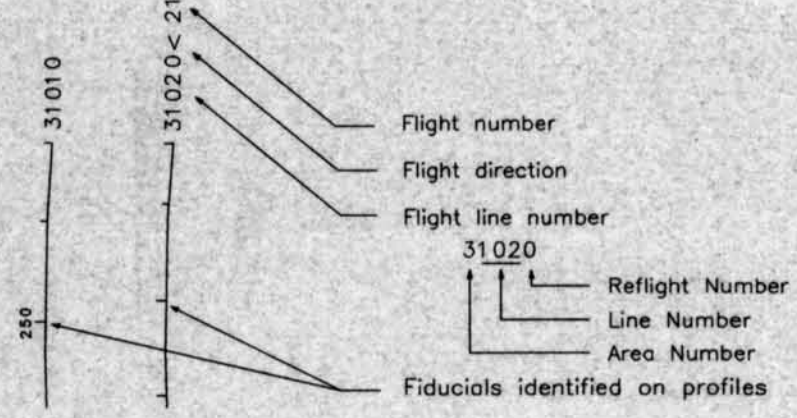 31010
31020< 21
Flight number
Flight direction
Flight line number
31020
Reflight Number
Line Number
Area Number
250
Fiducials identified on profiles